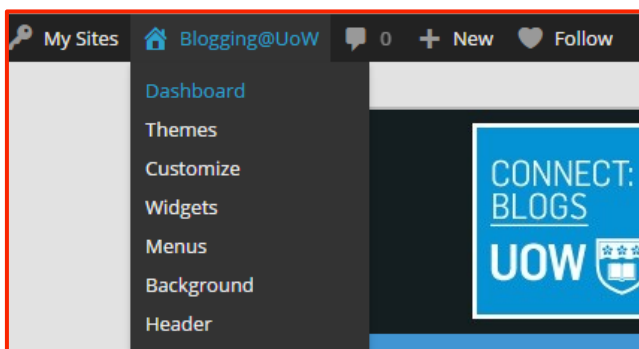 My Sites Blogging@UoW 0 + New Follow
Dashboard
Themes
Customize
Widgets
Menus
Background
Header
CONNECT:
BLOGS
UOW